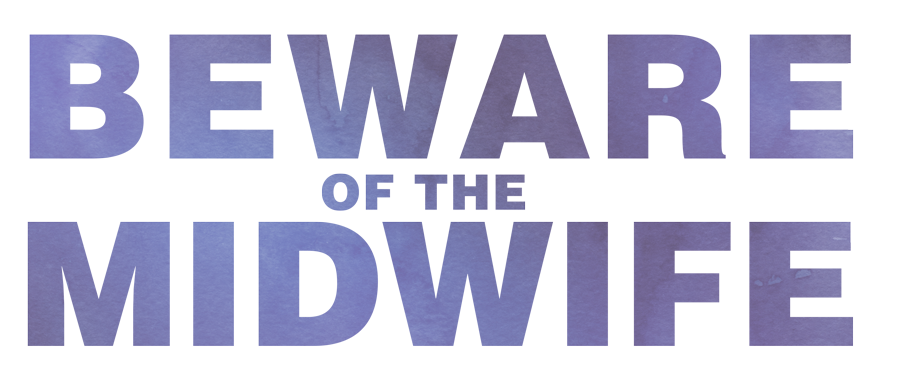 BEWARE
OF THE
MIDWIFE